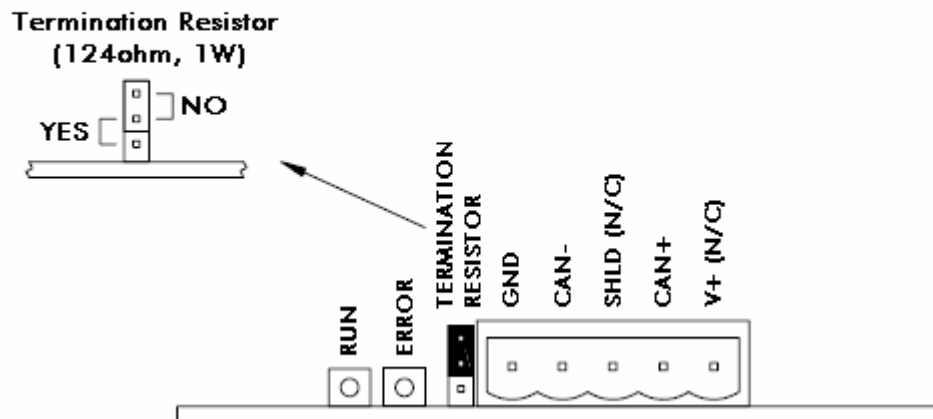 Termination Resistor
(124ohm, 1W)
NO
YES
RUN
ERROR
TERMINATION
RESISTOR
GND
CAN-
SHLD (N/C)
CAN+
V+ (N/C)